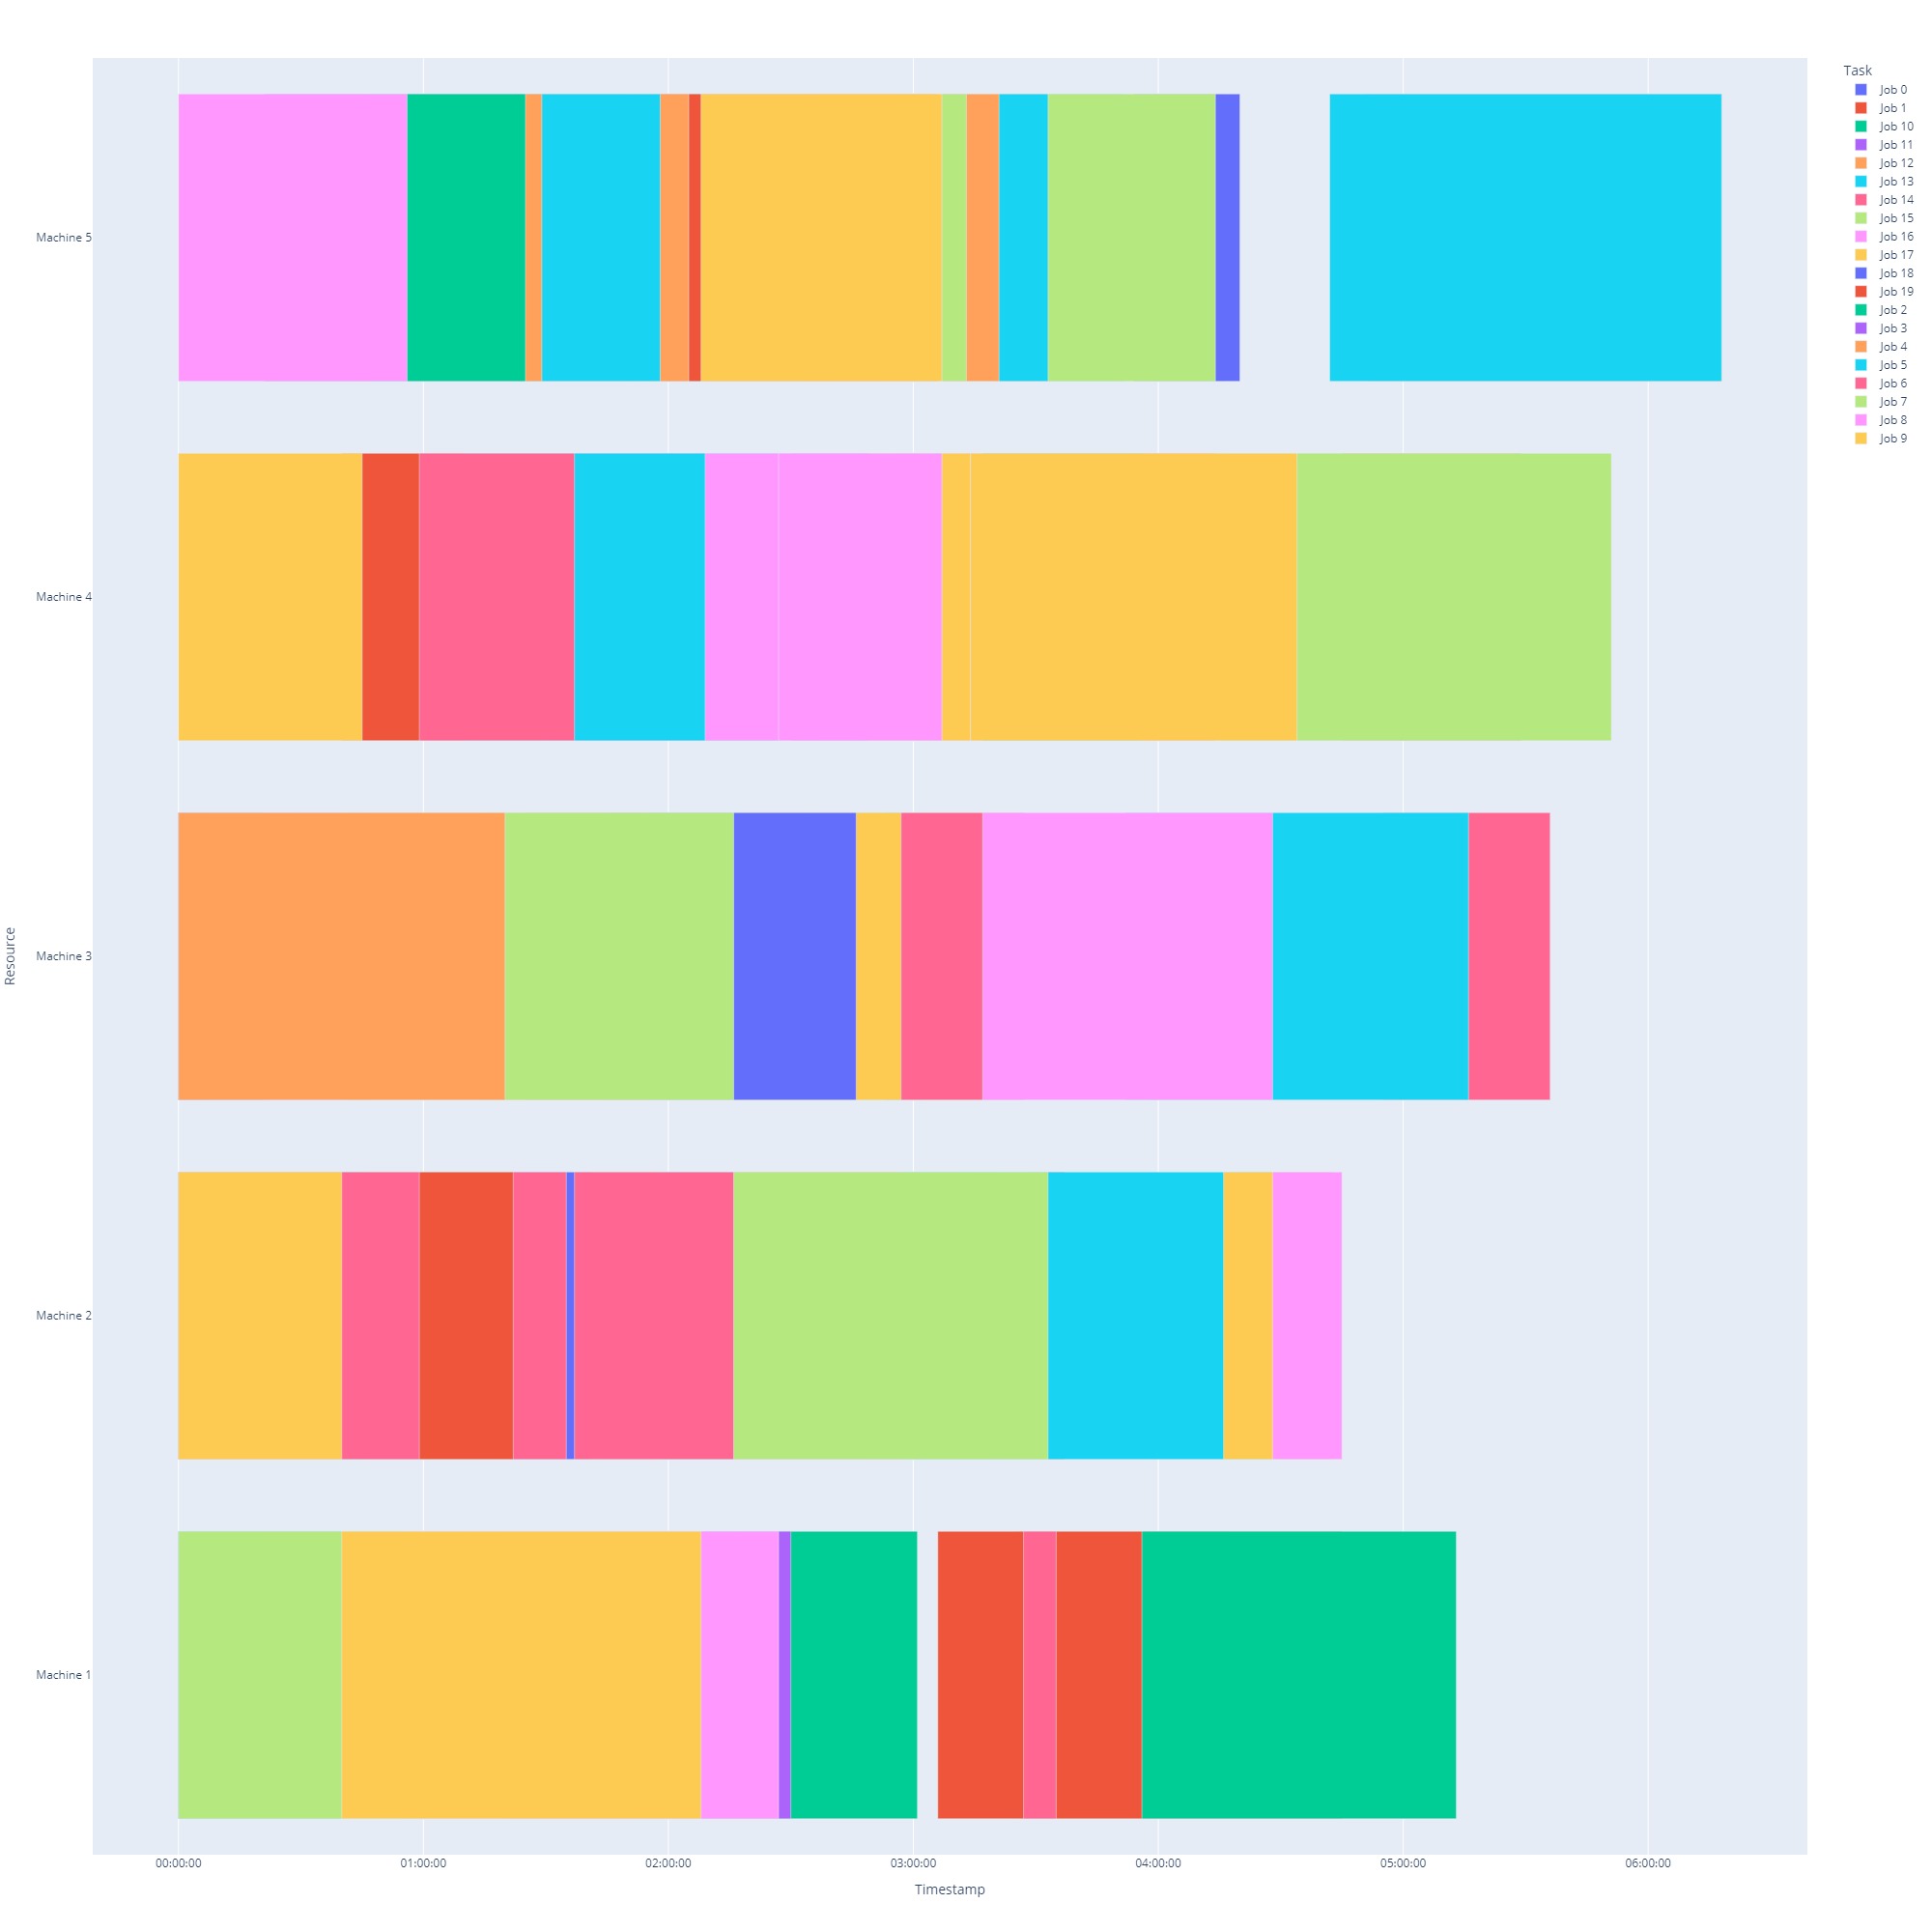 Task
Job 0
Job 1
Job 10
Job 11
Job 12
Job 13
Job 14
Job 15
Job 16
Job 17
Job 18
Job 19
Job 2
Job 3
Job 4
Job 5
Job 6
Job 7
Job 8
Job 9
Machine 5
Machine 4
Machine 3
Machine 2
Machine 1
Resource
00:00:00 01:00:00 02:00:00 03:00:00 04:00:00 05:00:00 06:00:00
Timestamp